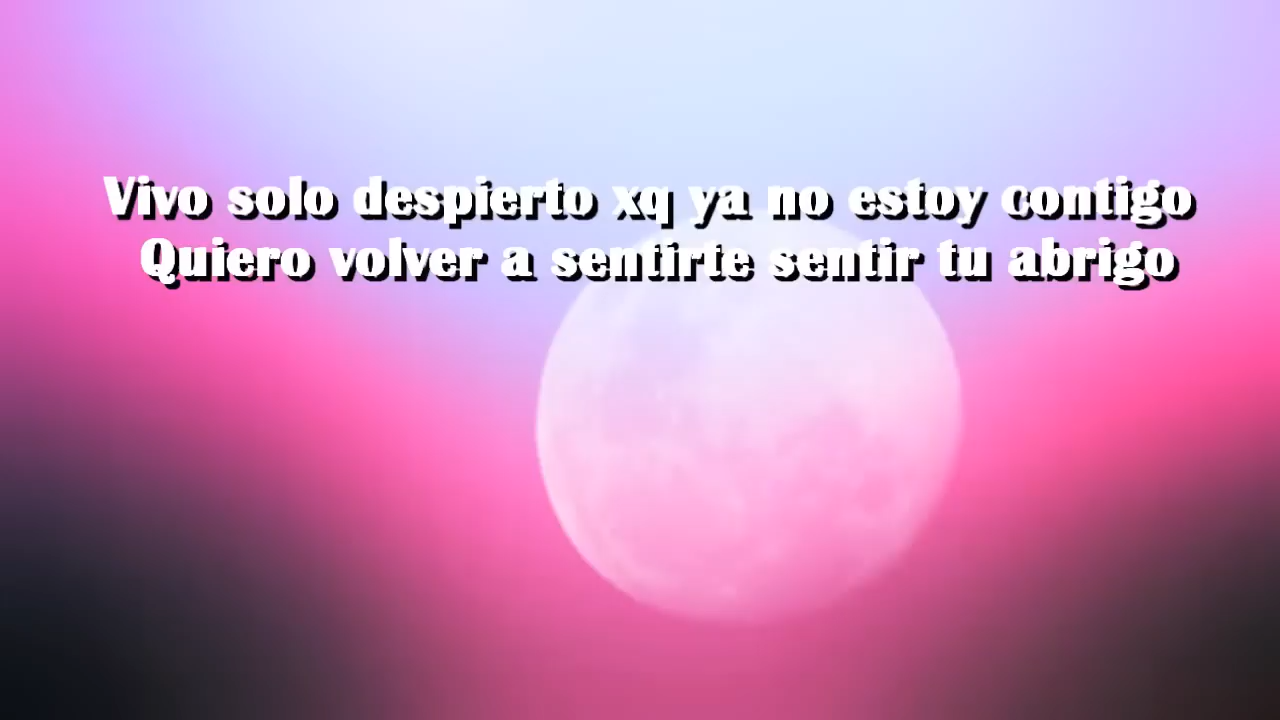 Vivo solo despierto xq ya no estoy contigo
Quiero volver a sentirte sentir tu abrigo